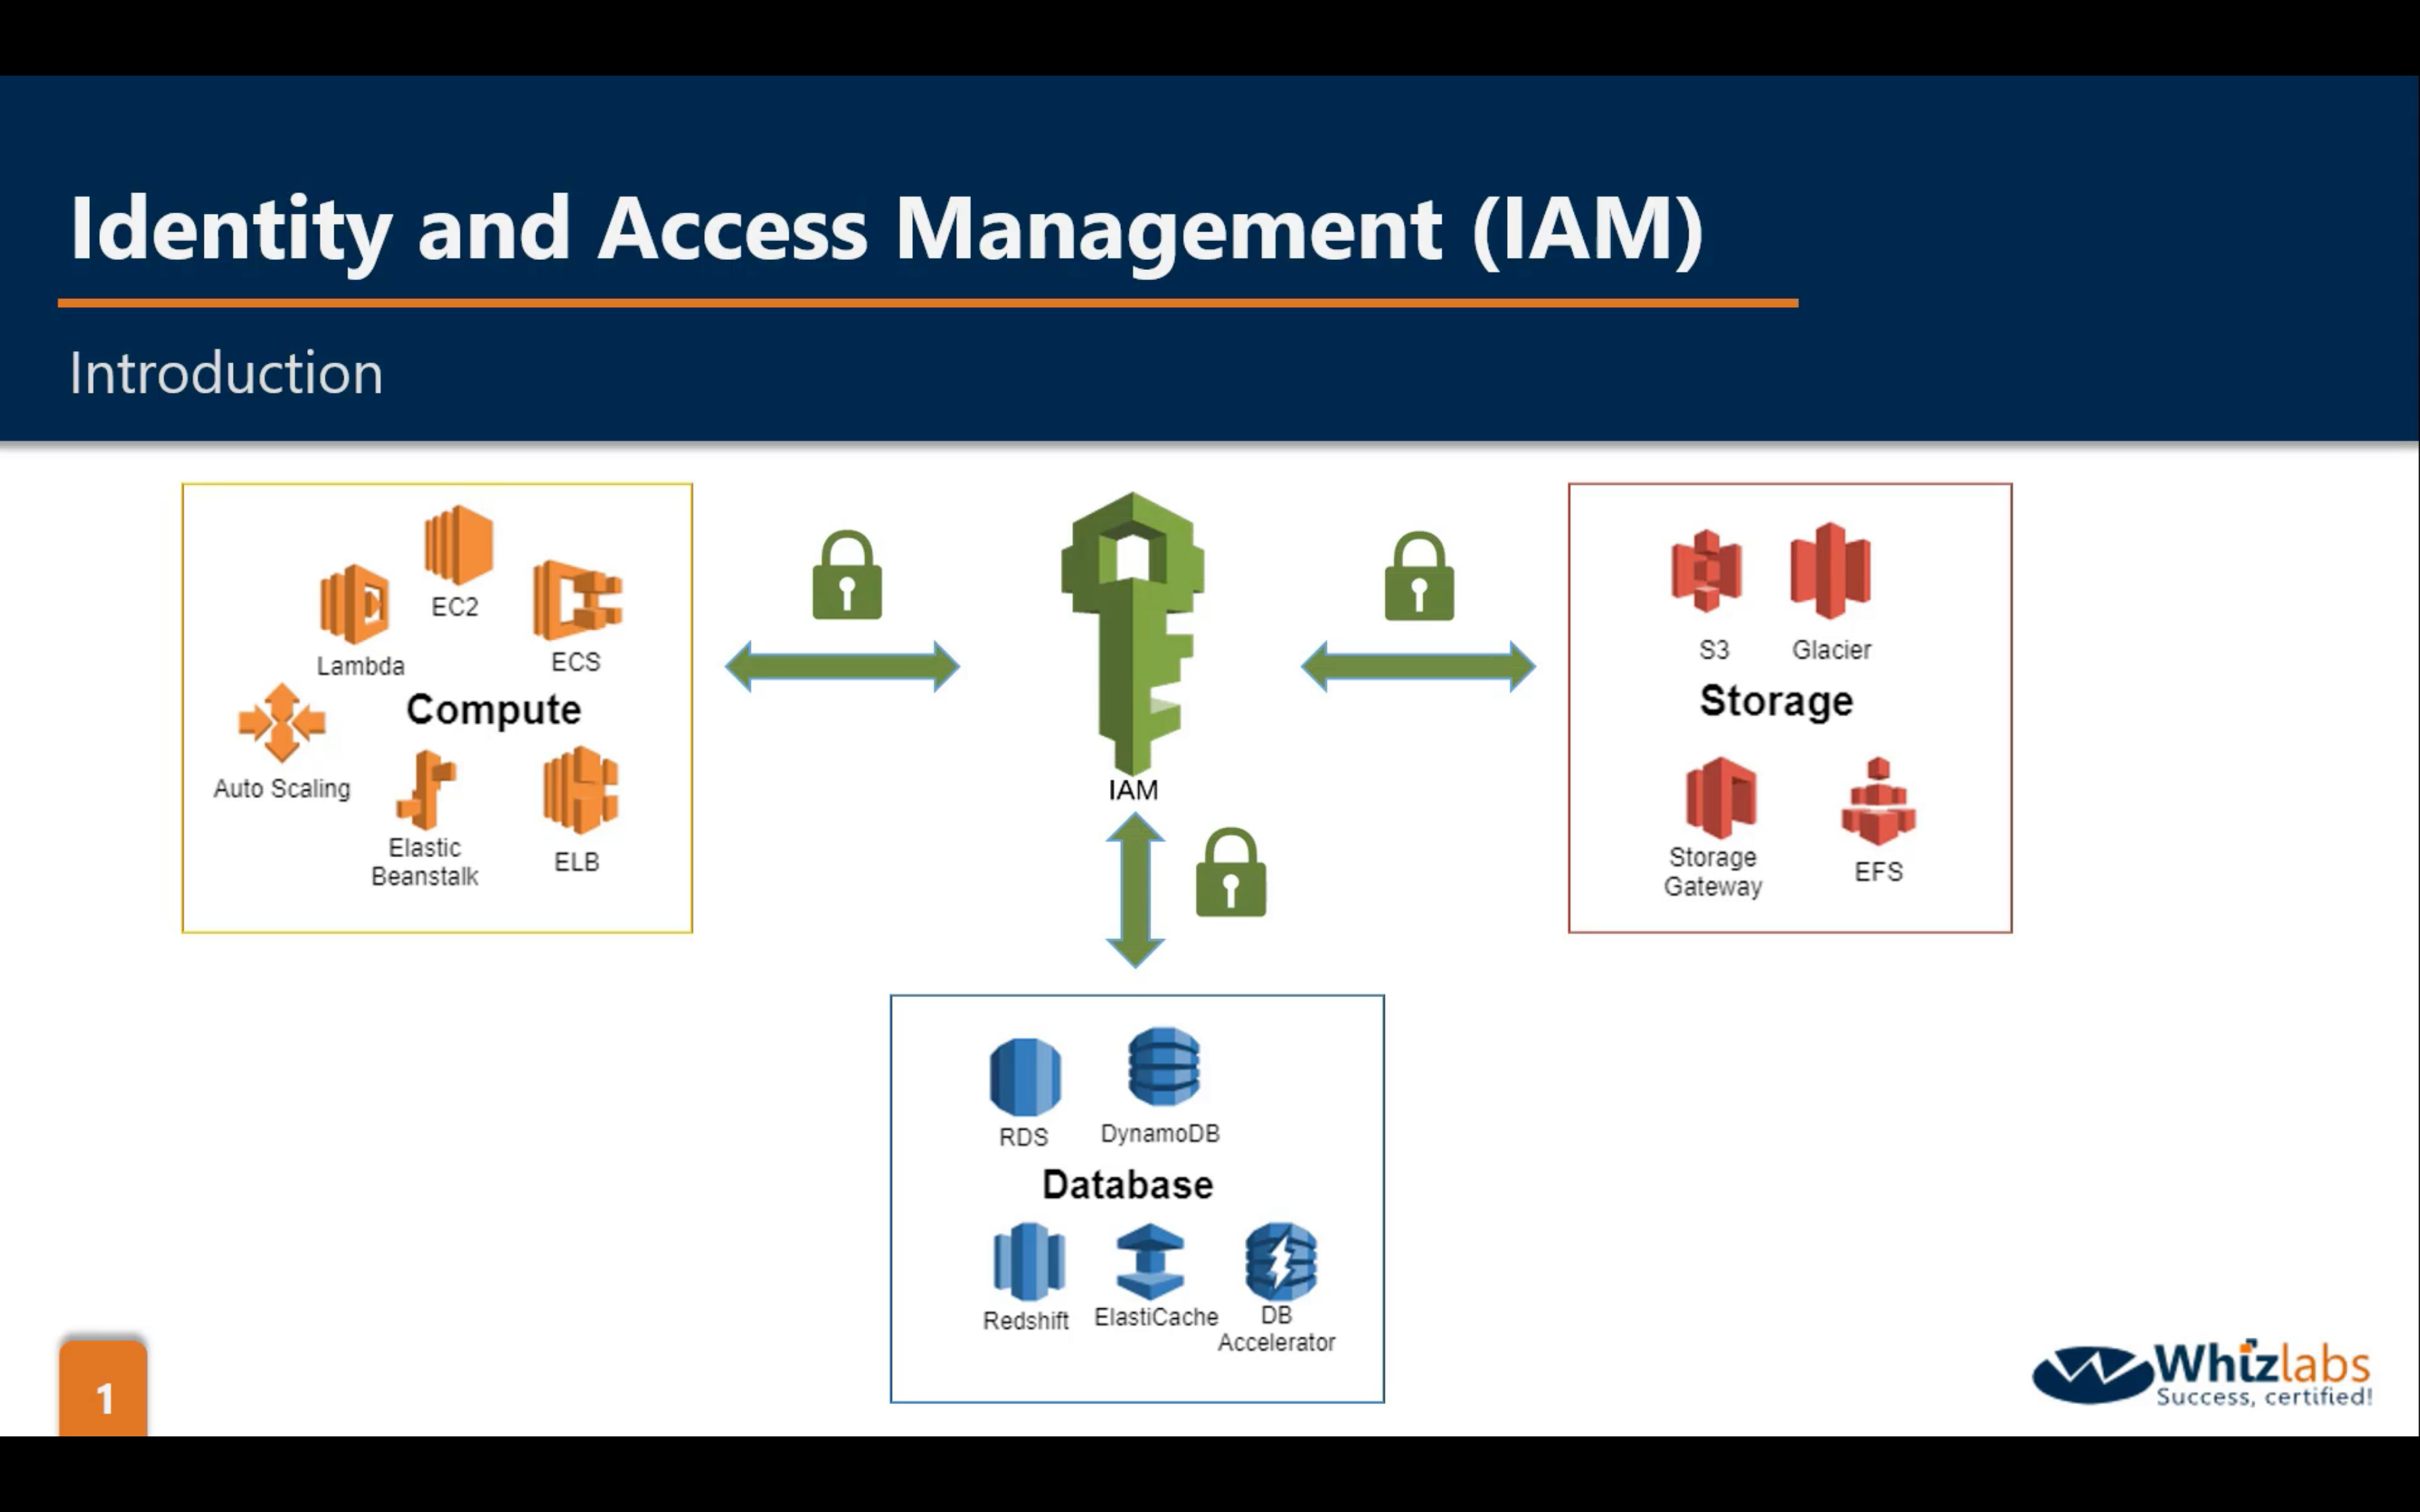 Identity and Access Management (IAM)
Introduction
EC2
Lambda
ECS
Compute
Auto Scaling
Elastic
Beanstalk
ELB
IAM
S3
Glacier
Storage
Storage
Gateway
EFS
RDS
DynamoDB
Database
Redshift
ElastiCache
DB
Accelerator
1
Whizlabs
Success, certified!